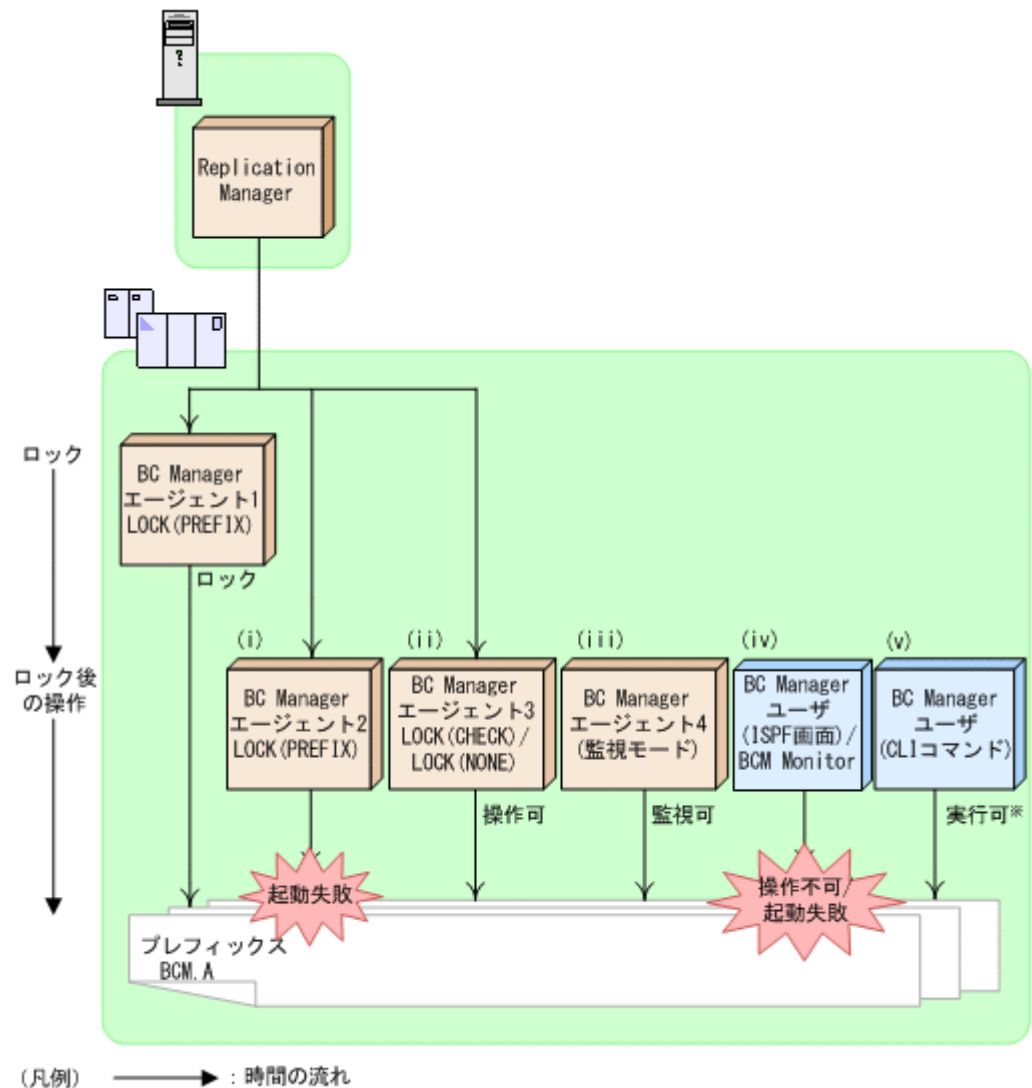 Replication
Manager
ロック
BC Manager
エージェント1
LOCK(PREFIX)
ロック
ロック後
の操作
(i)
(ii)
(iii)
(iv)
(v)
BC Manager
エージェント2
LOCK(PREFIX)
BC Manager
エージェント3
LOCK(CHECK)/
LOCK(NONE)
BC Manager
エージェント4
(監視モード)
BC Manager
ユーザ
(ISPF画面)/
BCM Monitor
BC Manager
ユーザ
(CLIコマンド)
操作可
監視可
実行可※
起動失敗
操作不可/
起動失敗
プレフィックス
BCM.A
(凡例)
:時間の流れ